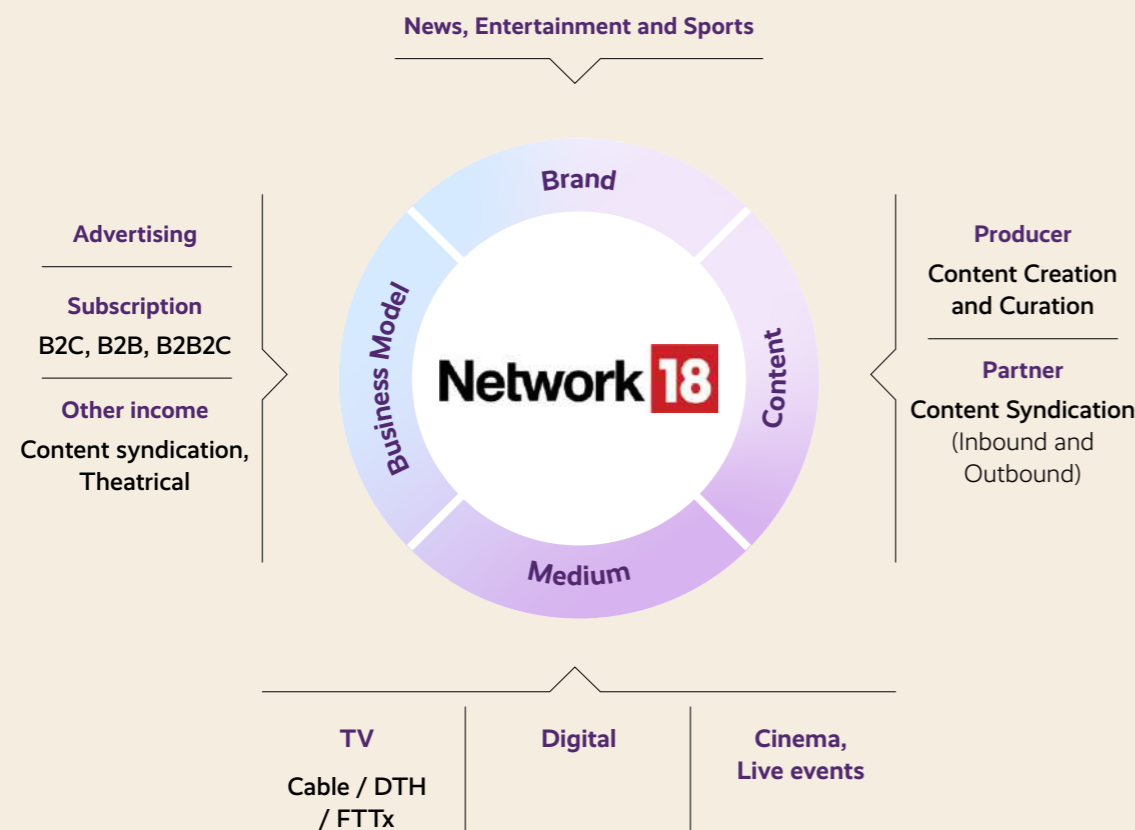 News, Entertainment and Sports
Brand
Advertising
Subscription
B2C, B2B, B2B2C
Other income
Content syndication,
Theatrical
Business Model
Network 18
Content
Producer
Content Creation
and Curation
Partner
Content Syndication
(Inbound and
Outbound)
Medium
TV
Cable / DTH
/ FTTx
Digital
Cinema,
Live events